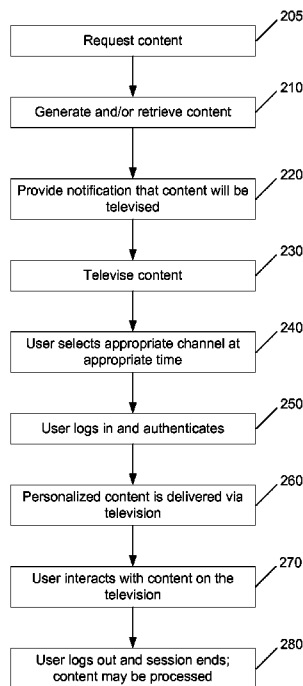 205
Request content
210
Generate and/or retrieve content
220
Provide notification that content will be
televised
230
Televise content
240
User selects appropriate channel at
appropriate time
250
User logs in and authenticates
260
Personalized content is delivered via
television
270
User interacts with content on the
television
280
User logs out and session ends;
content may be processed